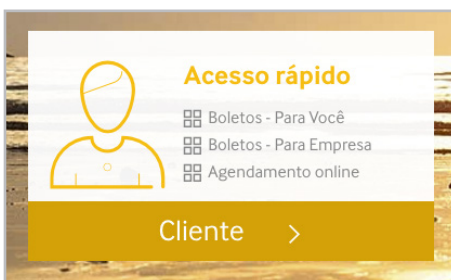 Acesso rápido
Boletos - Para Você
Boletos - Para Empresa
Agendamento online
Cliente